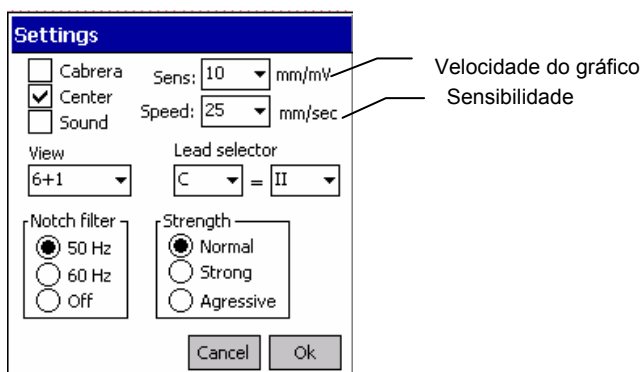 Settings
Cabrera
Sens: 10 mm/mV
Velocidade do gráfico
Center
Speed: 25 mm/sec
Sensibilidade
Sound
View
Lead selector
6+1
C = II
Notch filter
Strength
50 Hz
Normal
60 Hz
Strong
Off
Agressive
Cancel
Ok